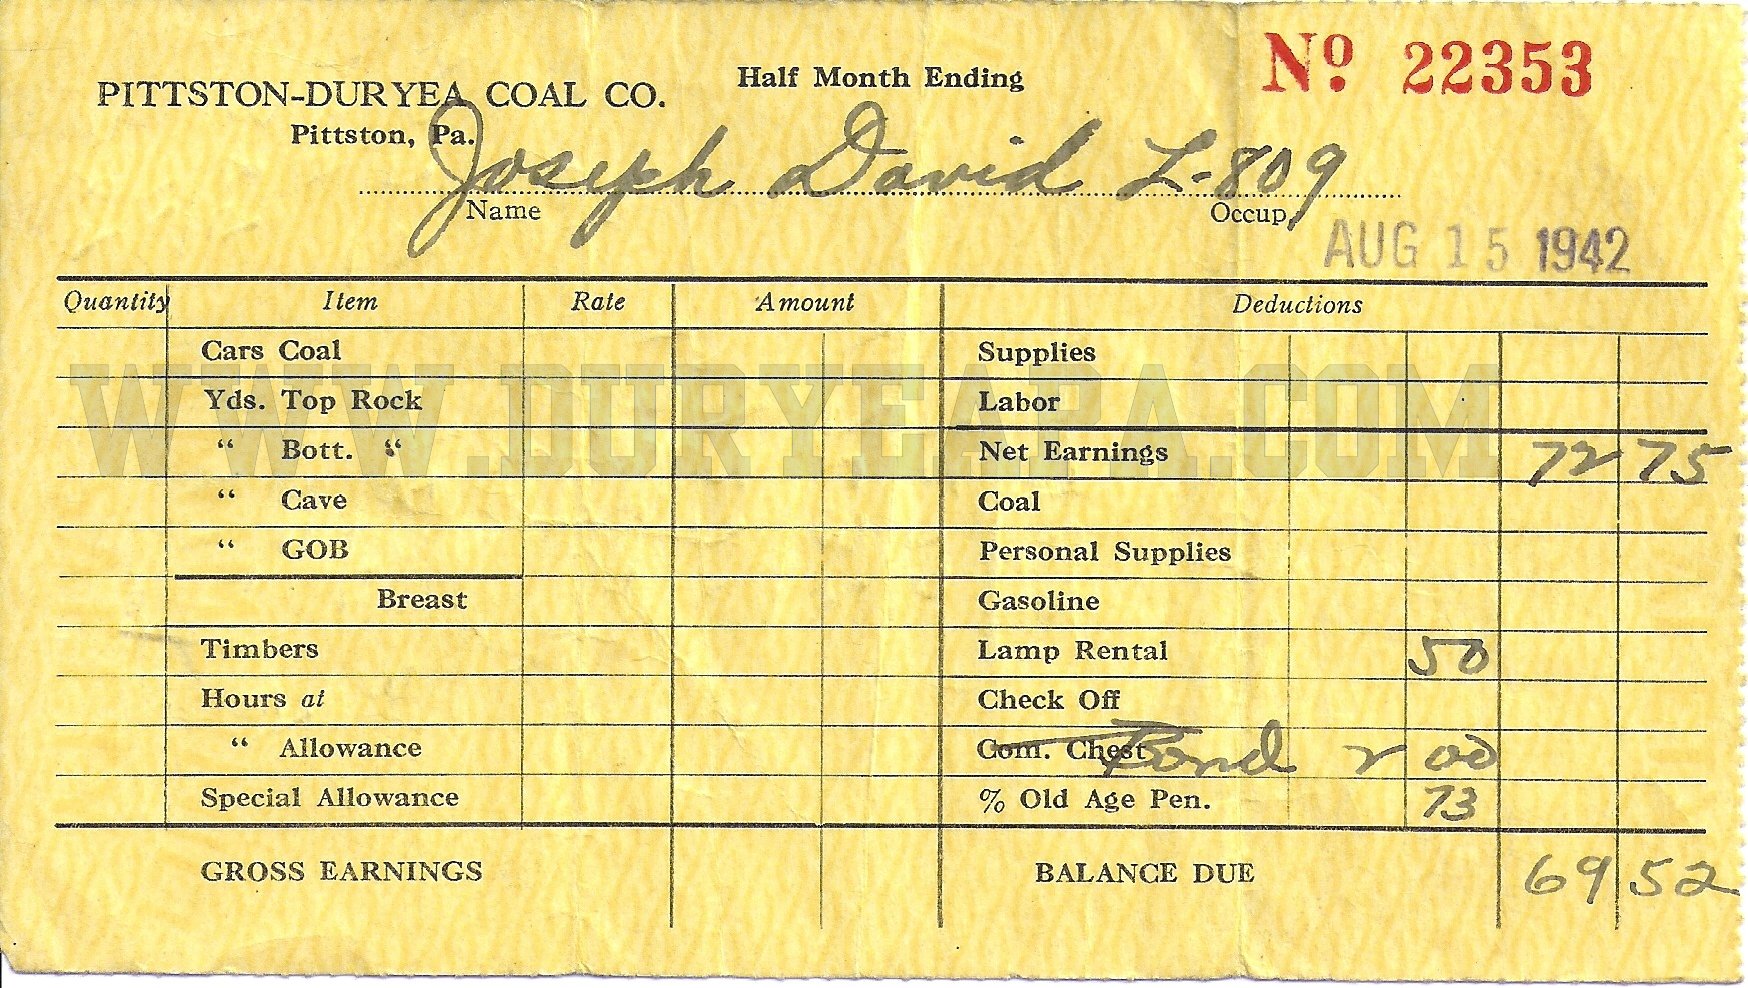 PITTSTON-DURYEA COAL CO.
Half Month Ending
No. 22353
Pittston, Pa.
Joseph David L-809
Name
Occup.
AUG 15 1942
Quantity Item Rate Amount Deductions
Cars Coal Supplies
WWW.DURYEAPA.COM
Yds. Top Rock Labor
“ Bott. “ Net Earnings 72 75
“ Cave Coal
“ GOB Personal Supplies
Breast Gasoline
Timbers Lamp Rental 50
Hours at Check Off
“ Allowance Com. Chest Bond 2 00
Special Allowance % Old Age Pen. 73
GROSS EARNINGS BALANCE DUE 69 52